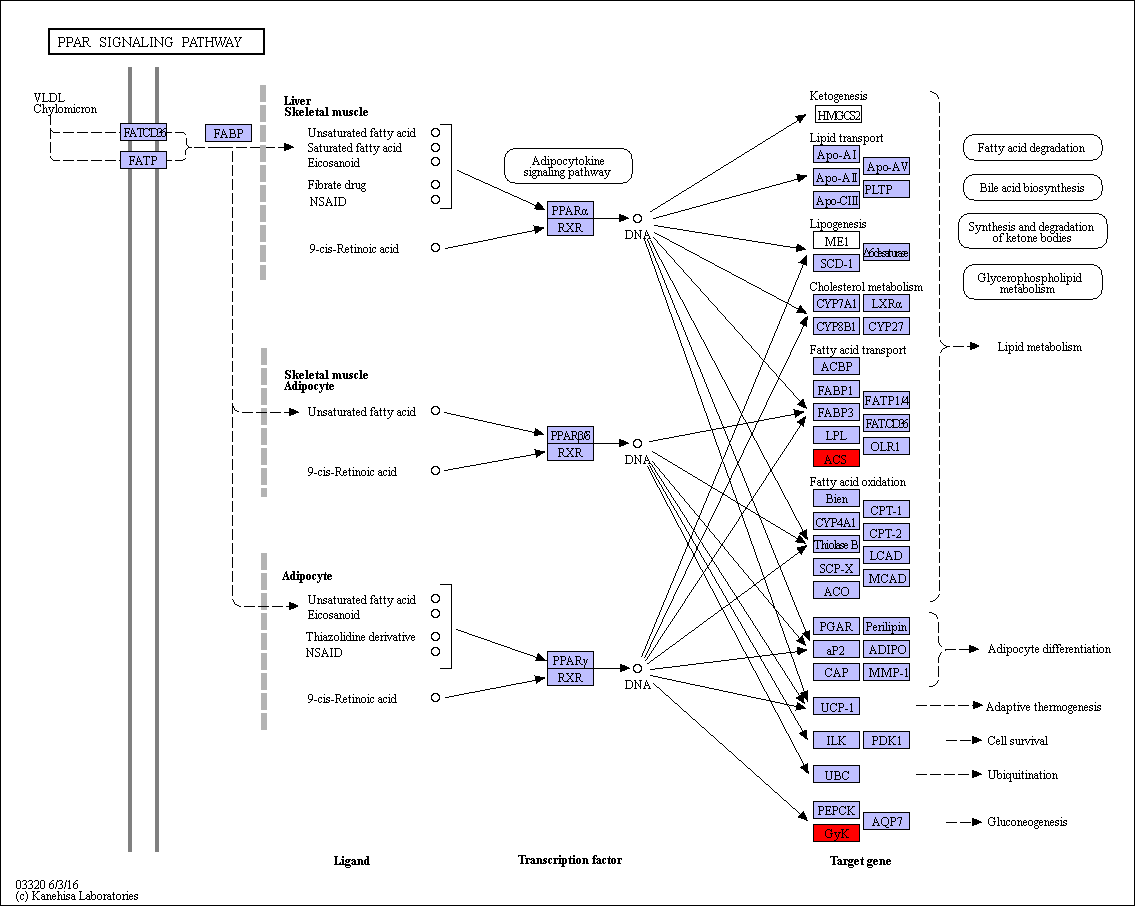 PPAR SIGNALING PATHWAY
VLDL
Chylomicron
FATCD36
FATP
FABP
Liver
Skeletal muscle
Unsaturated fatty acid
Saturated fatty acid
Eicosanoid
Fibrate drug
NSAID
9-cis-Retinoic acid
Adipocytokine
signaling pathway
PPARα
RXR
DNA
Skeletal muscle
Adipocyte
Unsaturated fatty acid
9-cis-Retinoic acid
PPARβ/δ
RXR
DNA
Adipocyte
Unsaturated fatty acid
Eicosanoid
Thiazolidine derivative
NSAID
9-cis-Retinoic acid
PPARγ
RXR
DNA
Ketogenesis
HMGCS2
Lipid transport
Apo-AI
Apo-AV
Apo-AII
PLTP
Apo-CIII
Lipogenesis
ME1
Δ6desaturase
SCD-1
Cholesterol metabolism
CYP7A1
LXRα
CYP8B1
CYP27
Fatty acid transport
ACBP
FABP1
FATP1/4
FABP3
FATCD36
LPL
OLR1
ACS
Fatty acid oxidation
Bien
CPT-1
CYP4A1
CPT-2
Thiolase B
LCAD
SCP-X
MCAD
ACO
PGAR
Perilipin
aP2
ADIPO
CAP
MMP-1
UCP-1
ILK
PDK1
UBC
PEPCK
AQP7
GyK
Fatty acid degradation
Bile acid biosynthesis
Synthesis and degradation
of ketone bodies
Glycerophospholipid
metabolism
Lipid metabolism
Adipocyte differentiation
Adaptive thermogenesis
Cell survival
Ubiquitination
Gluconeogenesis
Ligand
Transcription factor
Target gene
03320 6/3/16
(c) Kanehisa Laboratories